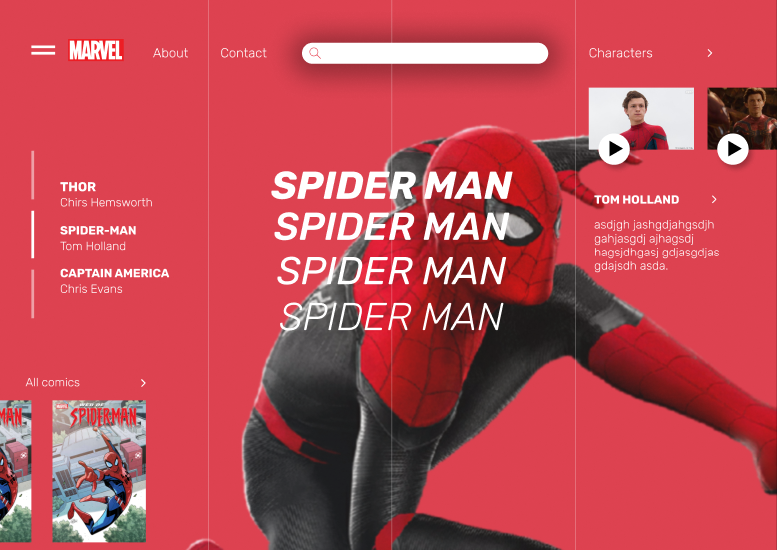 MARVEL
About
Contact
Characters
THOR
Chirs Hemsworth
SPIDER-MAN
Tom Holland
CAPTAIN AMERICA
Chris Evans
SPIDER MAN
SPIDER MAN
SPIDER MAN
SPIDER MAN
TOM HOLLAND
asdjgh jashgdjahgsdjh
gahjasgdj ajhagsdj
hagsjdhgasj gdjasgdjas
gdajsdh asda.
All comics
MAN
MARVEL
WEB OF
SPIDER-MAN